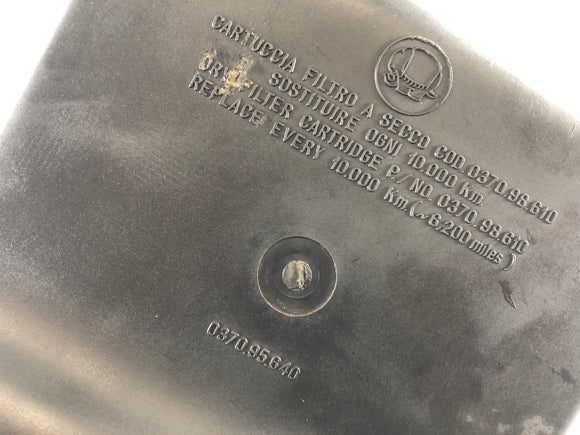 CARTUCCIA FILTRO A SECCO COD. 0370.98.610
SOSTITUIRE OGNI 10.000 Km.
DRY FILTER CARTRIDGE P/NO. 0370.98.610
REPLACE EVERY 10.000 Km (~6,200 miles)
0370.95.640